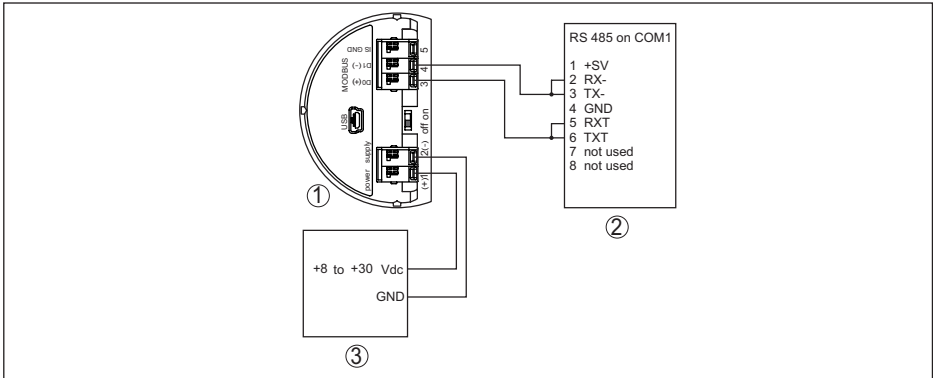 IS GND
D1(-)
D0(+)
MODBUS
USB
power supply
5
4
3
off on
2(-)
(+)1
1
RS 485 on COM1
1 +SV
2 RX-
3 TX-
4 GND
5 RXT
6 TXT
7 not used
8 not used
2
+8 to +30 Vdc
GND
3